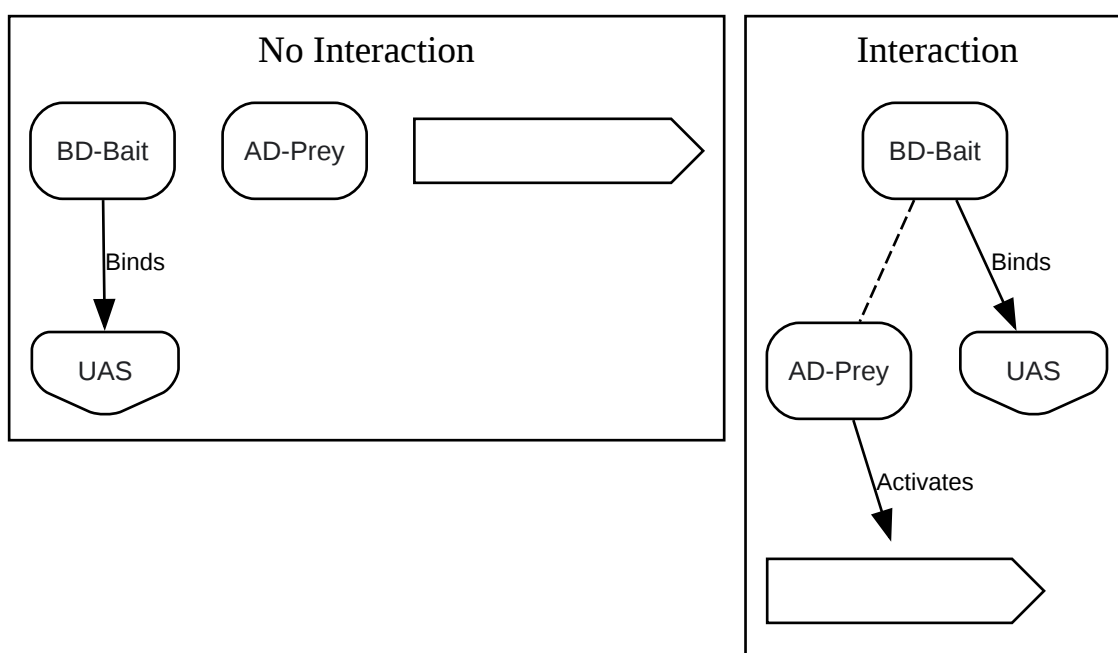 No Interaction
BD-Bait
AD-Prey
Binds
UAS
Interaction
BD-Bait
Binds
AD-Prey
UAS
Activates